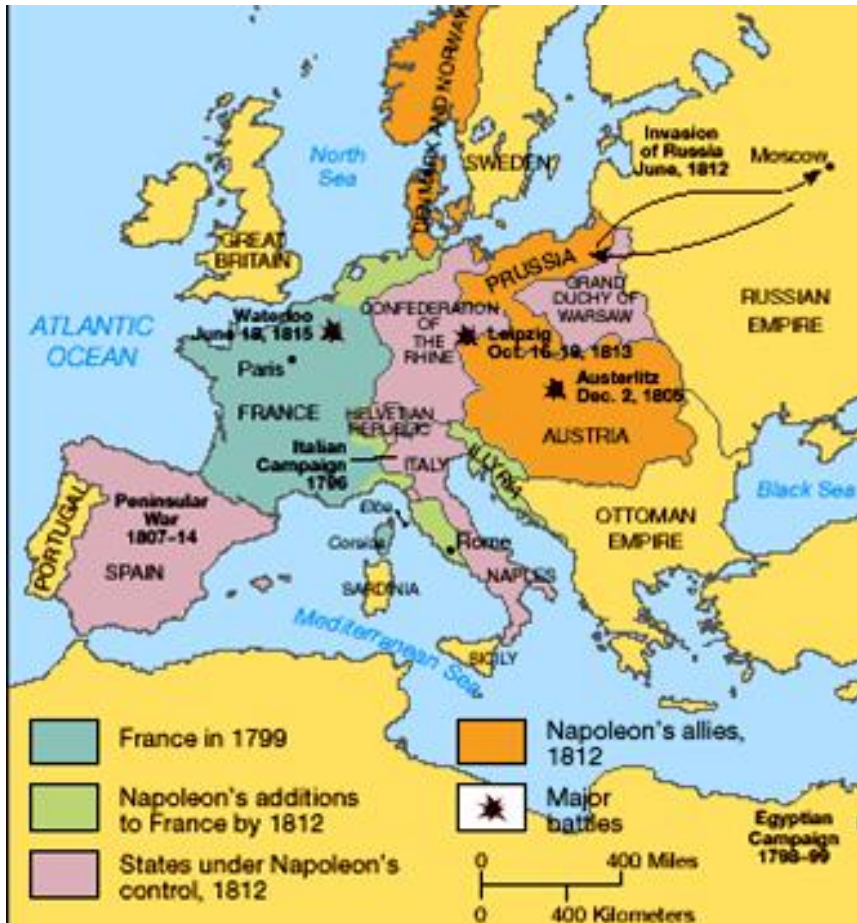 DENMARK AND NORWAY
North
Sea
SWEDEN
Invasion
of Russia
June, 1812
Moscow
GREAT
BRITAIN
PRUSSIA
GRAND
DUCHY OF
WARSAW
RUSSIAN
EMPIRE
ATLANTIC
OCEAN
Waterloo
June 18, 1815
CONFEDERATION
OF
THE
RHINE
Leipzig
Oct. 16-19, 1813
Paris
Austerlitz
Dec. 2, 1805
FRANCE
HELVETIAN
REPUBLIC
AUSTRIA
Italian
Campaign
1796
ITALY
ILLYRIA
Black Sea
PORTUGAL
Peninsular
War
1807-14
SPAIN
Elba
Corsica
Rome
OTTOMAN
EMPIRE
SARDINIA
NAPLES
Mediterranean Sea
SICILY
France in 1799
Napoleon's additions
to France by 1812
States under Napoleon's
control, 1812
Napoleon's allies,
1812
Major
battles
0 400 Miles
0 400 Kilometers
Egyptian
Campaign
1798-99